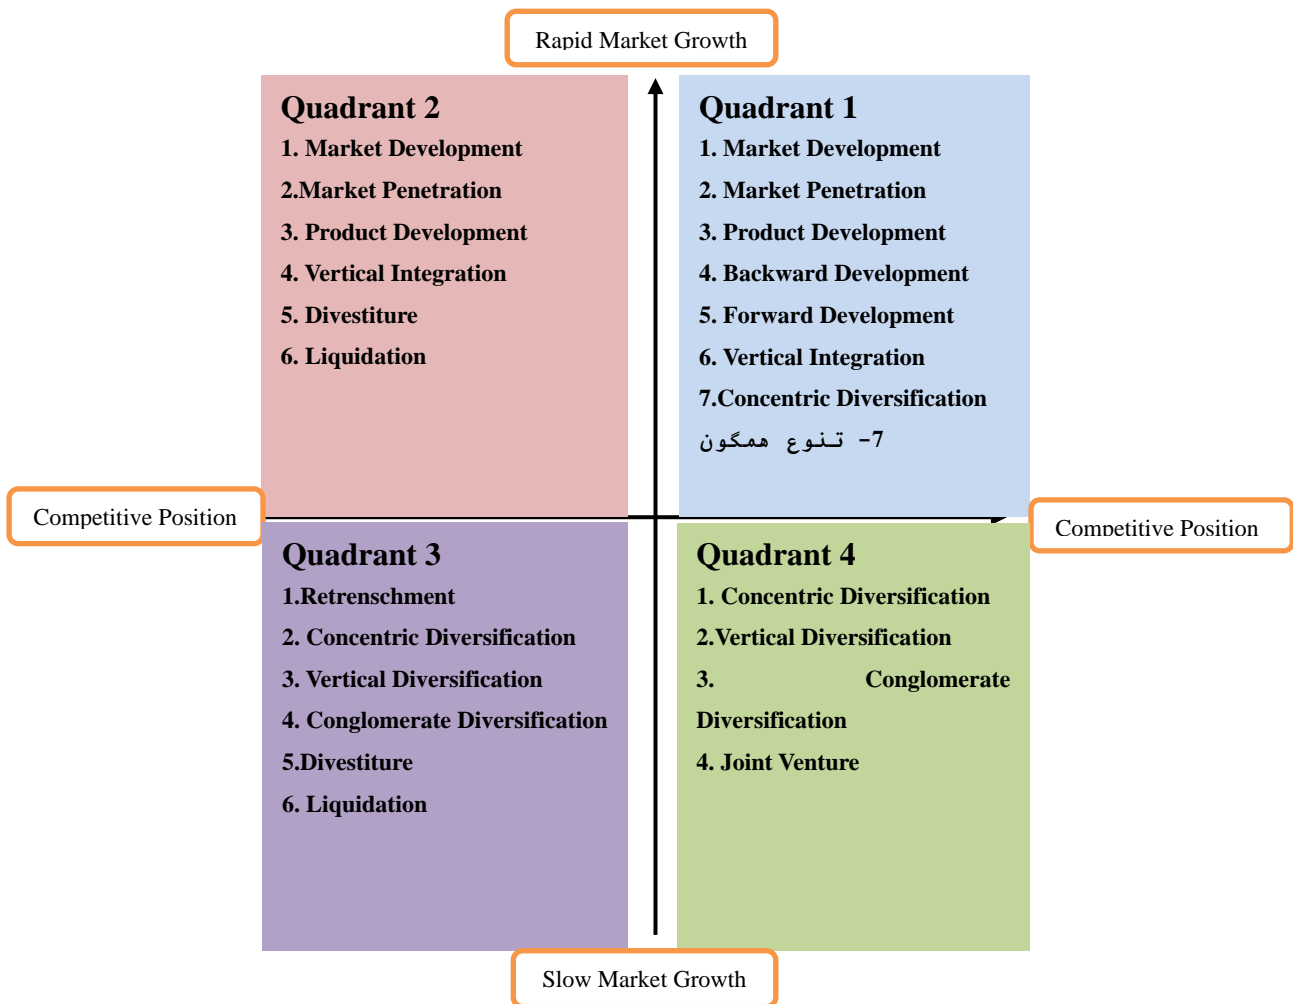 Rapid Market Growth
Quadrant 2
1. Market Development
2.Market Penetration
3. Product Development
4. Vertical Integration
5. Divestiture
6. Liquidation
Quadrant 1
1. Market Development
2. Market Penetration
3. Product Development
4. Backward Development
5. Forward Development
6. Vertical Integration
7.Concentric Diversification
7- تنوع همگون
Competitive Position
Competitive Position
Quadrant 3
1.Retrenschment
2. Concentric Diversification
3. Vertical Diversification
4. Conglomerate Diversification
5.Divestiture
6. Liquidation
Quadrant 4
1. Concentric Diversification
2.Vertical Diversification
3. Conglomerate
Diversification
4. Joint Venture
Slow Market Growth